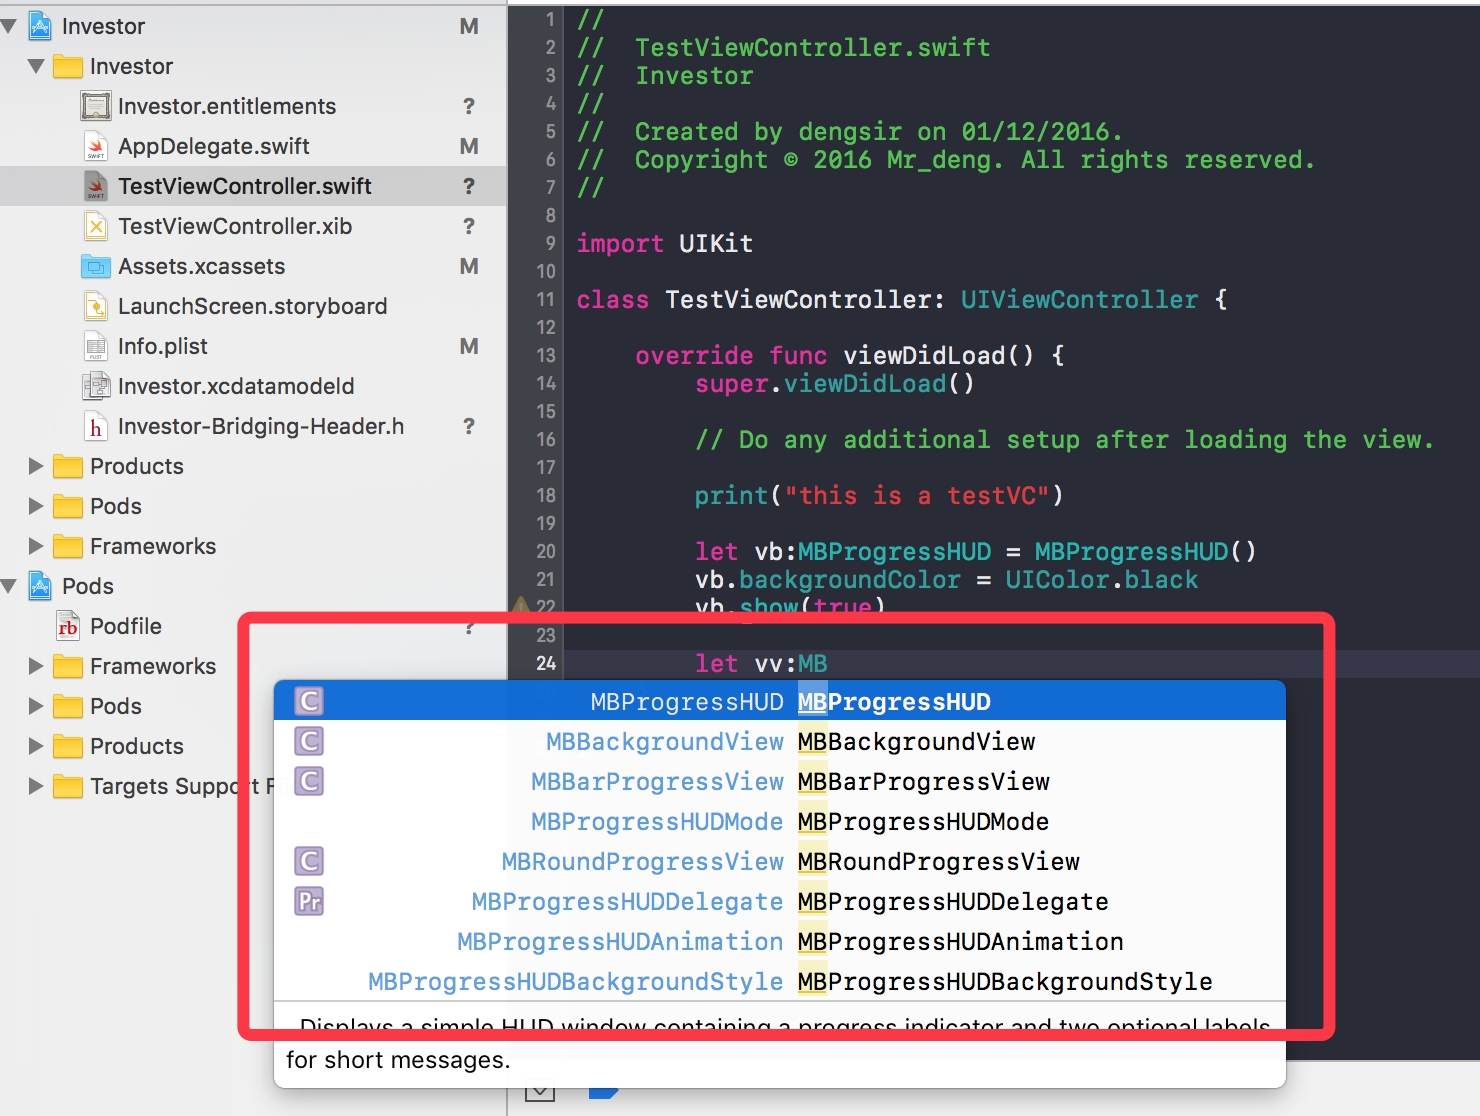 Investor M
Investor
Investor.entitlements ?
AppDelegate.swift M
TestViewController.swift ?
TestViewController.xib ?
Assets.xcassets M
LaunchScreen.storyboard
Info.plist M
Investor.xcdatamodeld
Investor-Bridging-Header.h ?
Products
Pods
Frameworks
Pods
Podfile ?
Frameworks
Pods
Products
Targets Support
1 //
2 // TestViewController.swift
3 // Investor
4 //
5 // Created by dengsir on 01/12/2016.
6 // Copyright © 2016 Mr_deng. All rights reserved.
7 //
8
9 import UIKit
10
11 class TestViewController: UIViewController {
12
13 override func viewDidLoad() {
14 super.viewDidLoad()
15
16 // Do any additional setup after loading the view.
17
18 print("this is a testVC")
19
20 let vb:MBProgressHUD = MBProgressHUD()
21 vb.backgroundColor = UIColor.black
22 vb.show(true)
23
24 let vv:MB
C MBProgressHUD MBProgressHUD
C MBBackgroundView MBBackgroundView
C MBBarProgressView MBBarProgressView
MBProgressHUDMode MBProgressHUDMode
C MBRoundProgressView MBRoundProgressView
Pr MBProgressHUDDelegate MBProgressHUDDelegate
MBProgressHUDAnimation MBProgressHUDAnimation
MBProgressHUDBackgroundStyle MBProgressHUDBackgroundStyle
Displays a simple HUD window containing a progress indicator and two optional labels
for short messages.